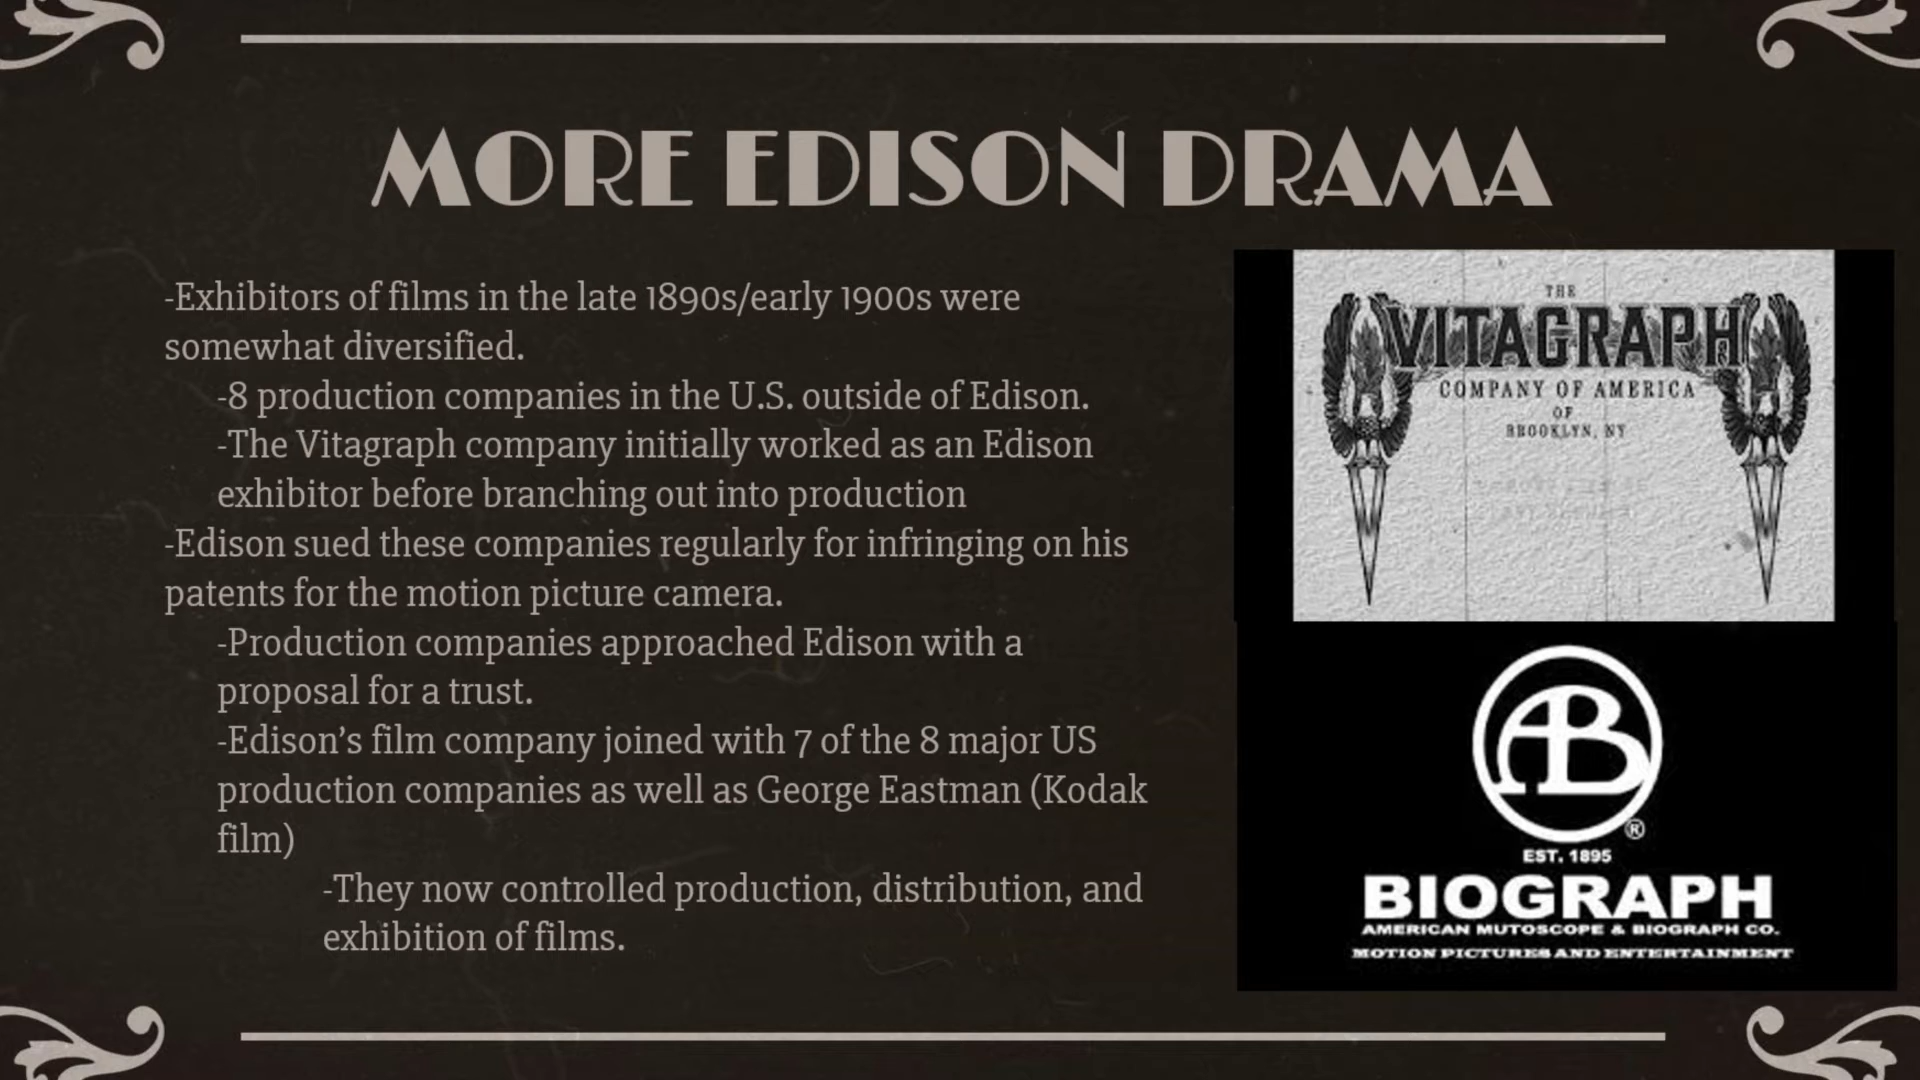 MORE EDISON DRAMA
-Exhibitors of films in the late 1890s/early 1900s were
somewhat diversified.
-8 production companies in the U.S. outside of Edison.
-The Vitagraph company initially worked as an Edison
exhibitor before branching out into production
-Edison sued these companies regularly for infringing on his
patents for the motion picture camera.
-Production companies approached Edison with a
proposal for a trust.
-Edison’s film company joined with 7 of the 8 major US
production companies as well as George Eastman (Kodak
film)
-They now controlled production, distribution, and
exhibition of films.
THE
VITAGRAPH
COMPANY OF AMERICA
OF
BROOKLYN, NY
AB
®
EST. 1895
BIOGRAPH
AMERICAN MUTOSCOPE & BIOGRAPH CO.
MOTION PICTURES AND ENTERTAINMENT